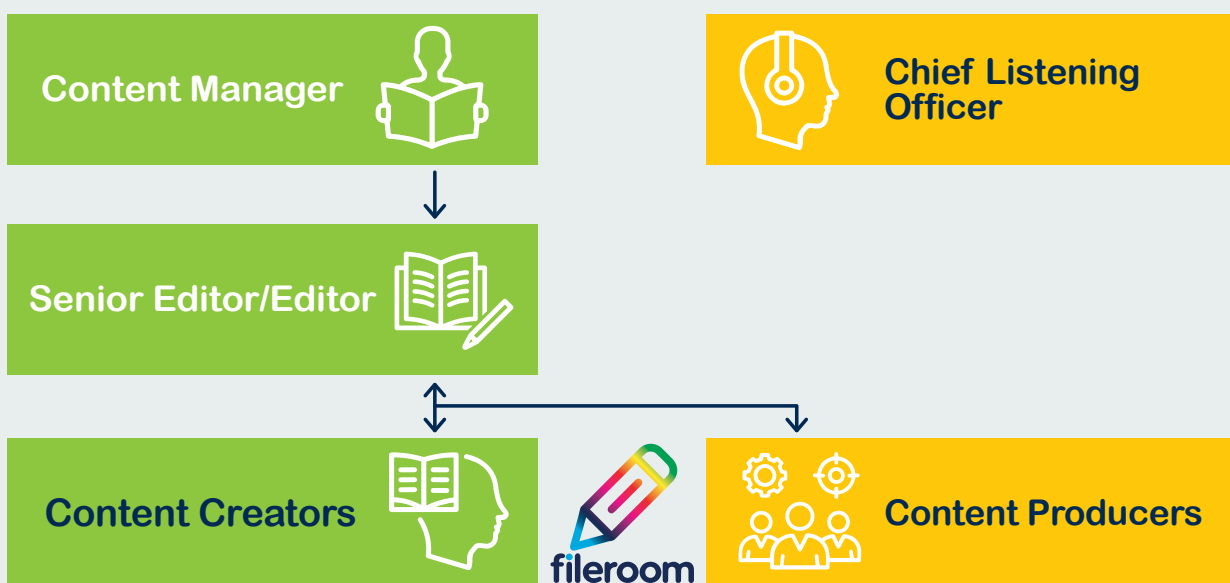 Content Manager
Chief Listening
Officer
Senior Editor/Editor
Content Creators
fileroom
Content Producers